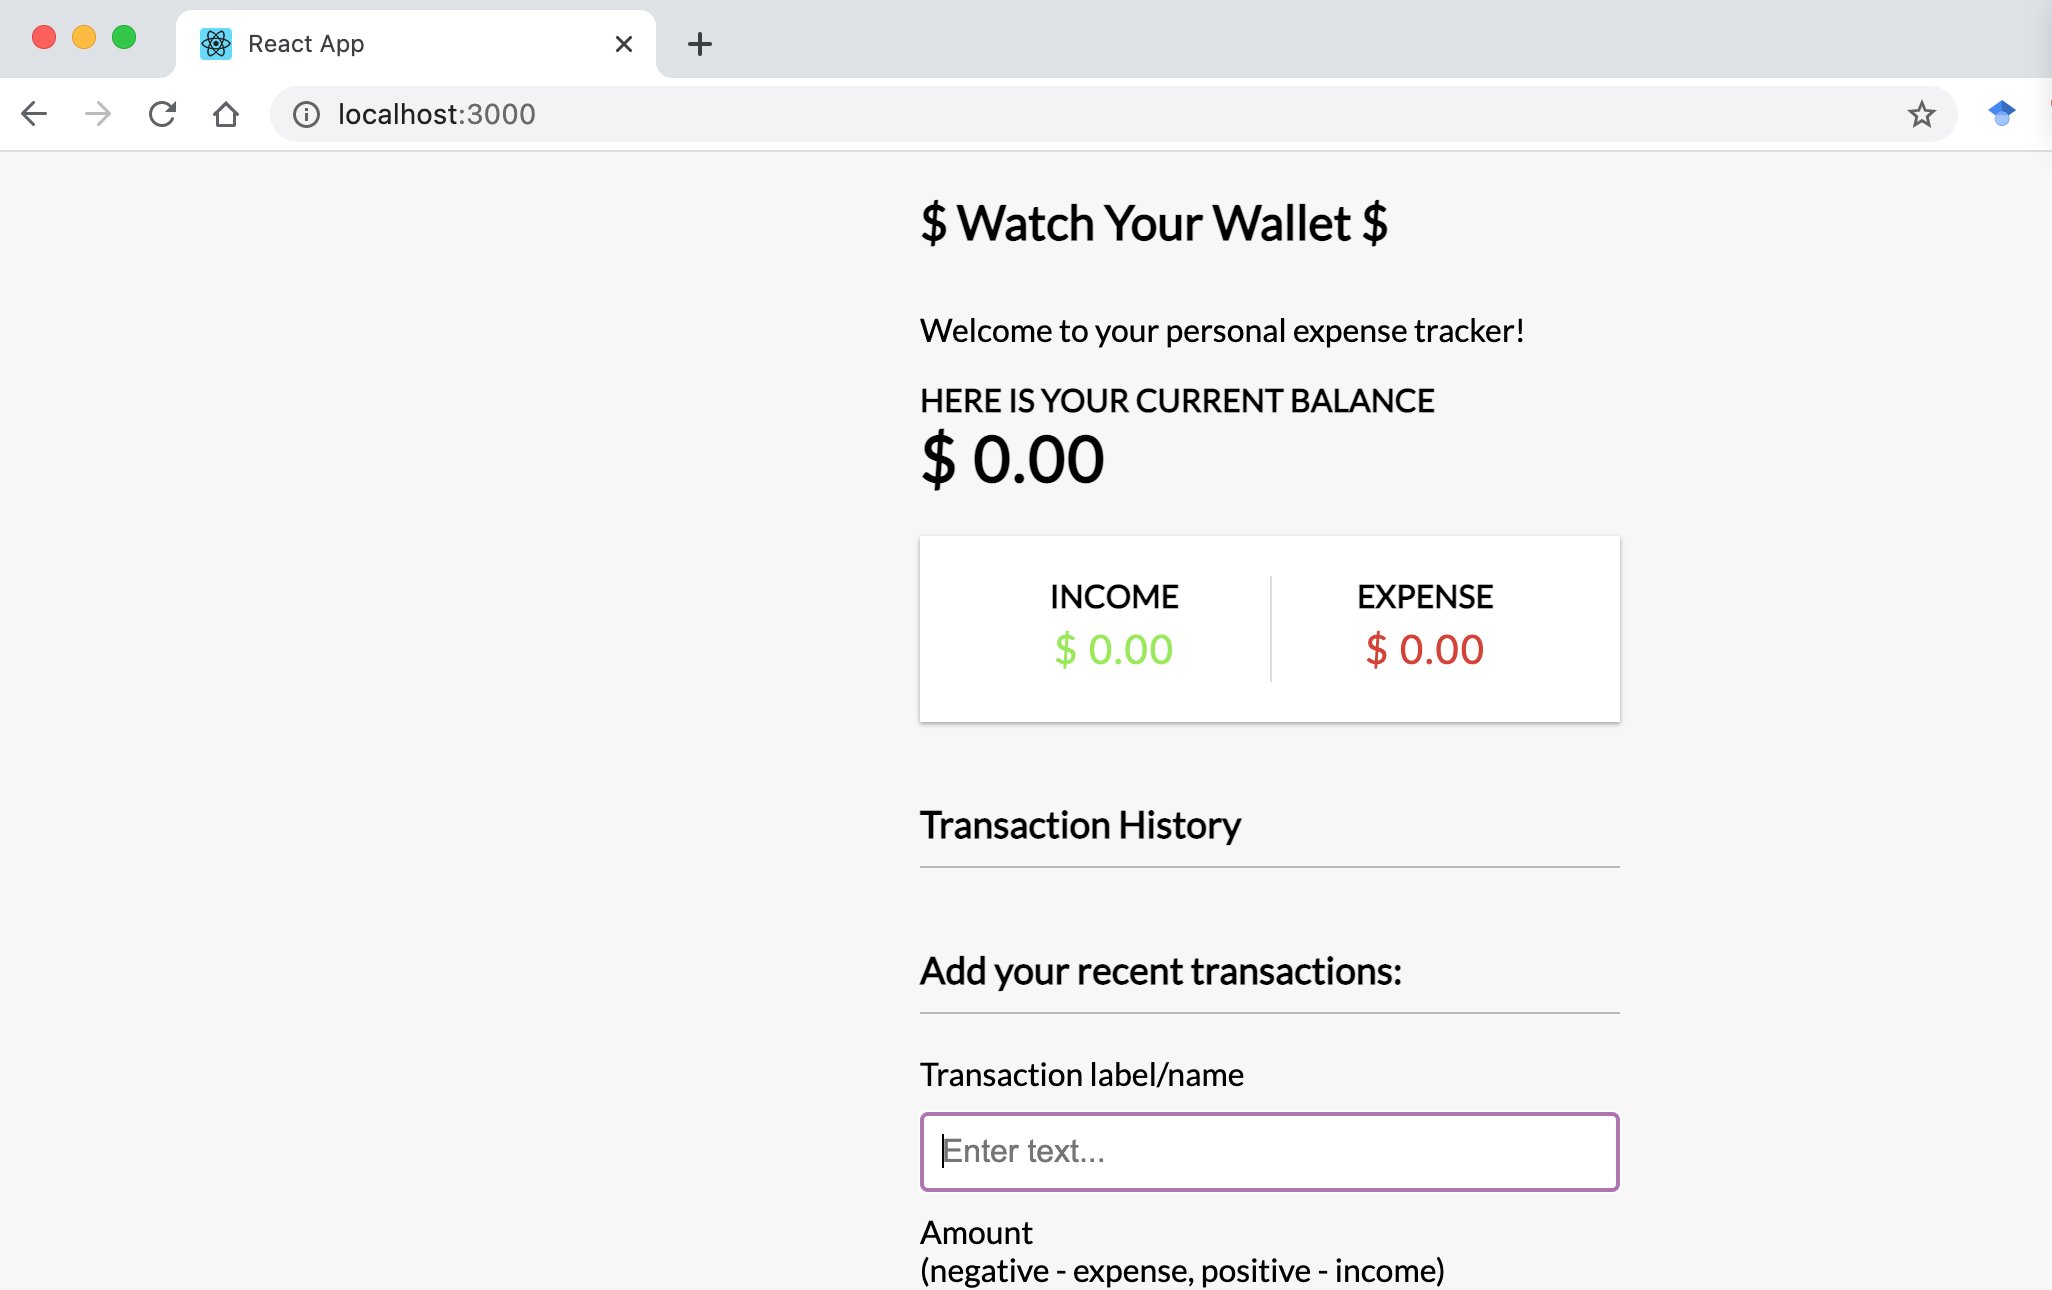 React App
localhost:3000
$ Watch Your Wallet $
Welcome to your personal expense tracker!
HERE IS YOUR CURRENT BALANCE
$ 0.00
INCOME
$ 0.00
EXPENSE
$ 0.00
Transaction History
Add your recent transactions:
Transaction label/name
Enter text...
Amount
(negative - expense, positive - income)